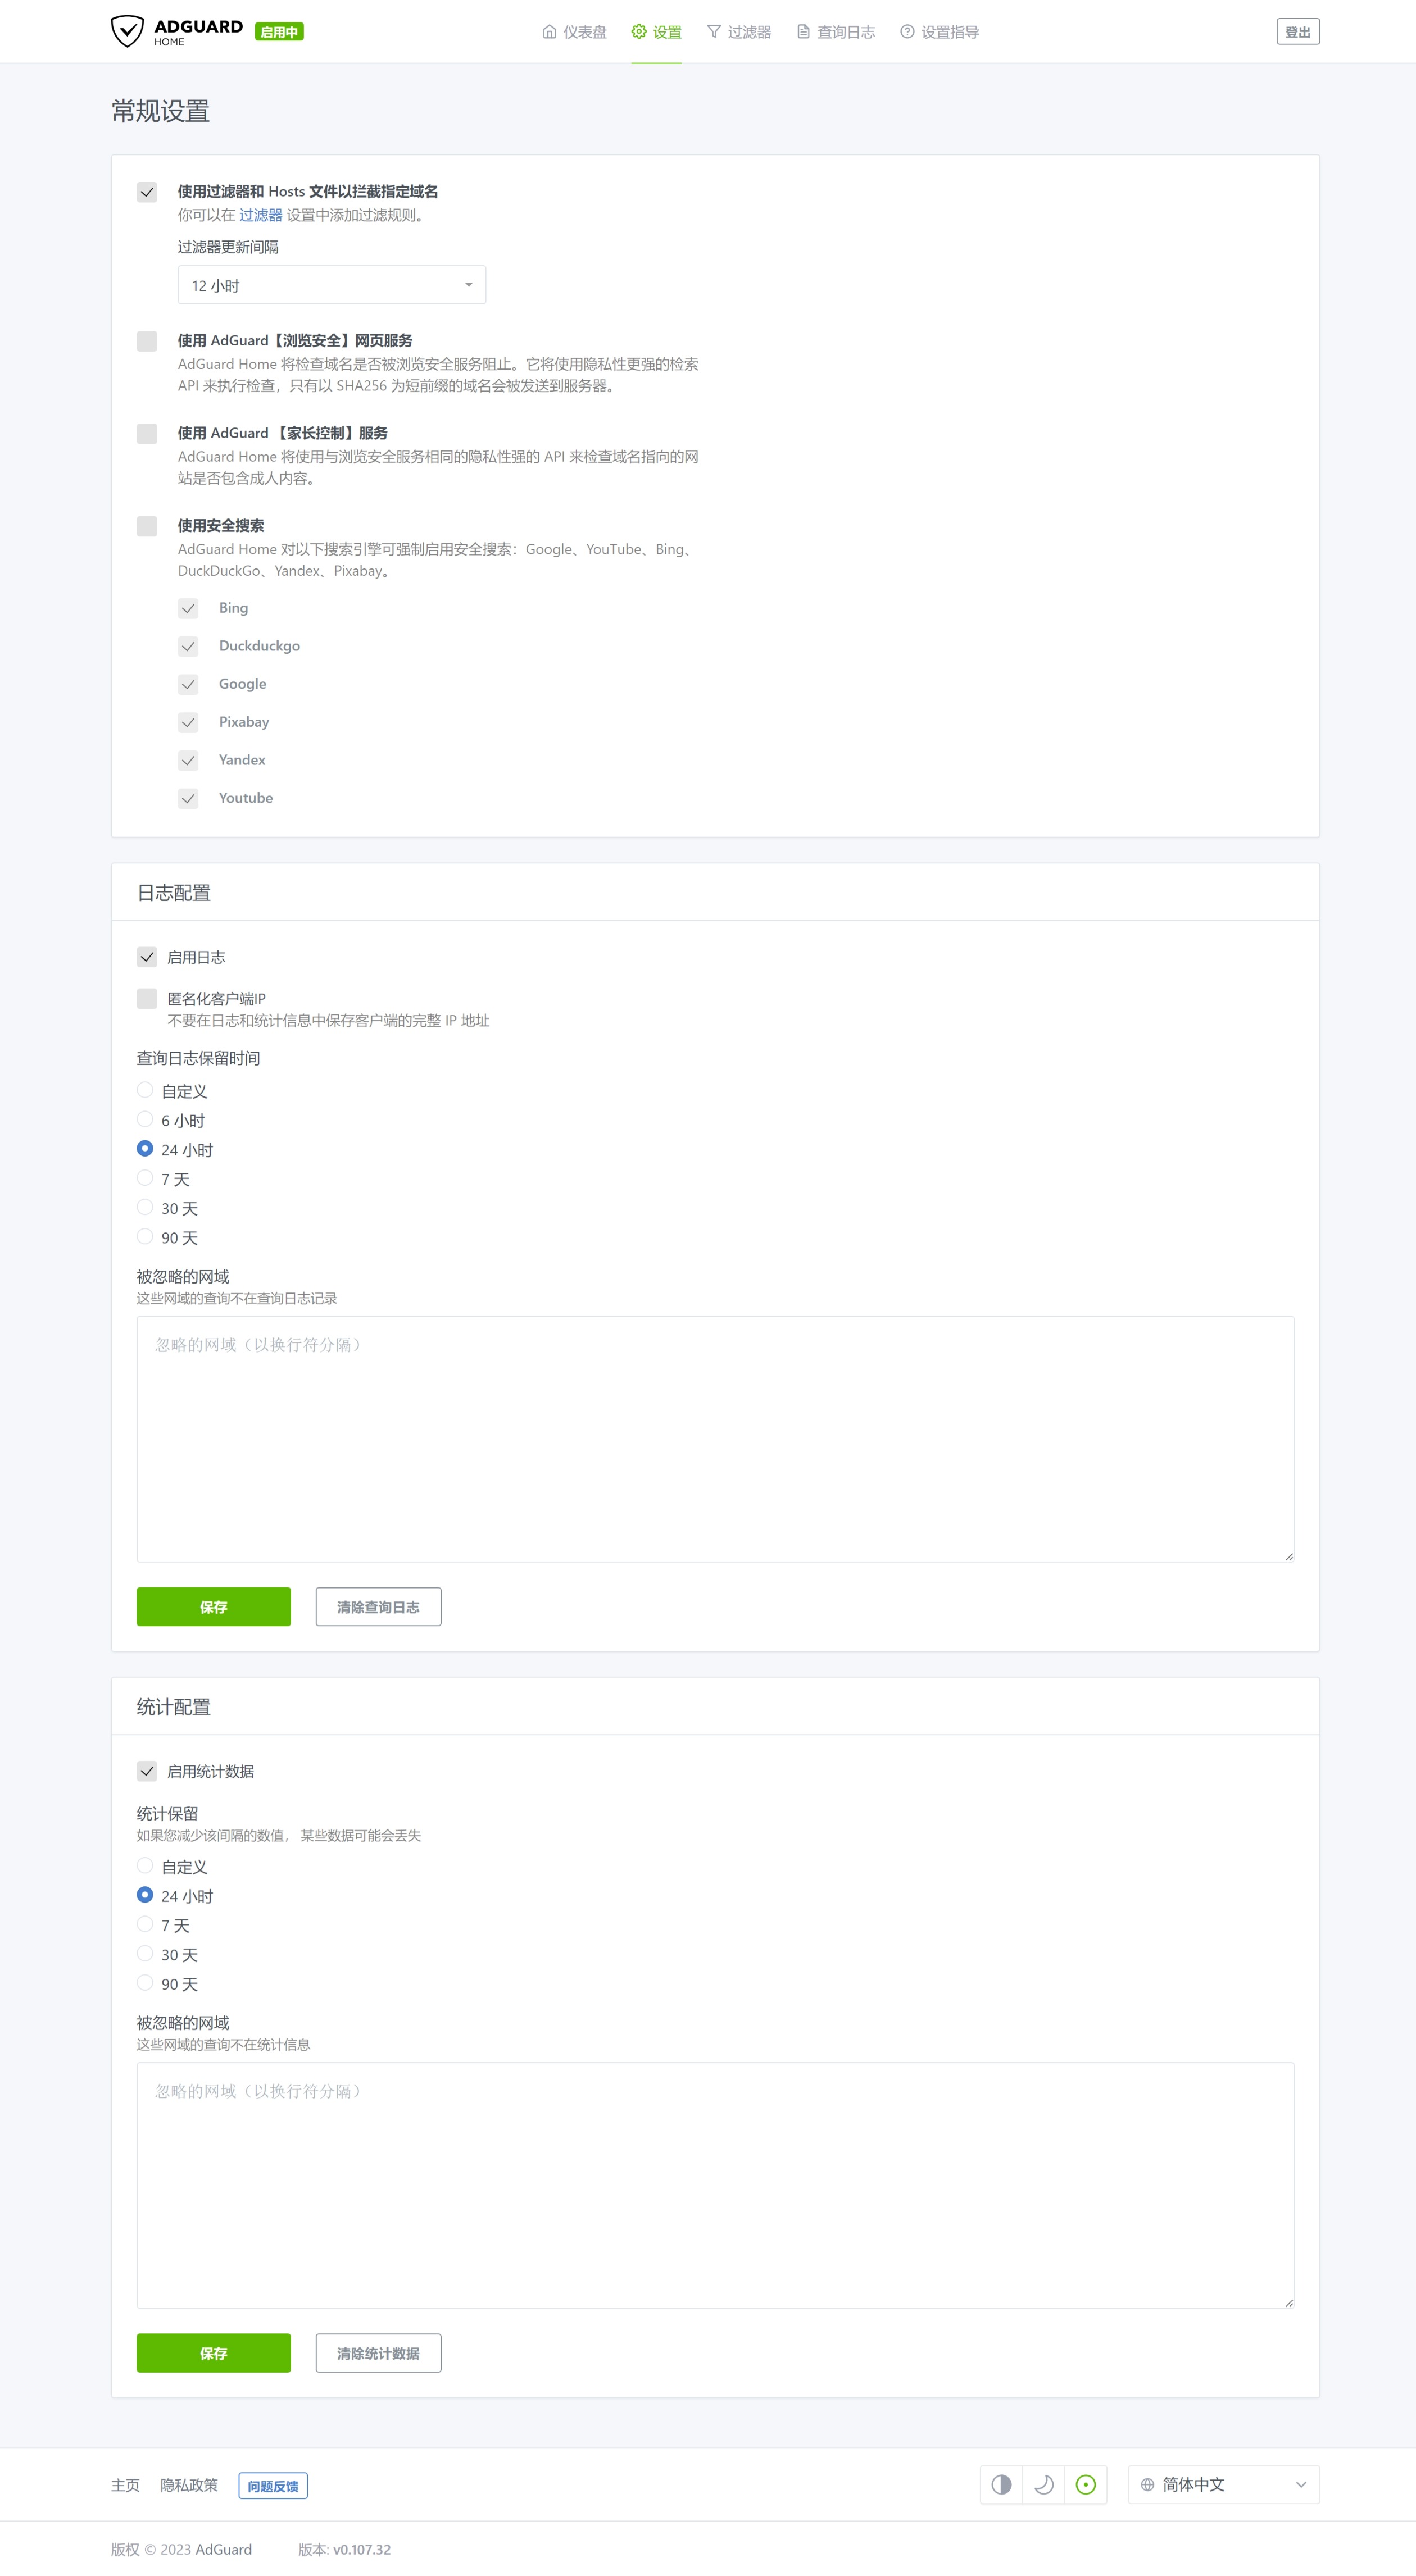 ADGUARD
HOME
启用中
仪表盘
设置
过滤器
查询日志
设置指导
登出
常规设置
使用过滤器和 Hosts 文件以拦截指定域名
你可以在 过滤器 设置中添加过滤规则。
过滤器更新间隔
12 小时
使用 AdGuard【浏览安全】网页服务
AdGuard Home 将检查域名是否被浏览安全服务阻止。它将使用隐私性更强的检索
API 来执行检查，只有以 SHA256 为短前缀的域名会被发送到服务器。
使用 AdGuard 【家长控制】服务
AdGuard Home 将使用与浏览安全服务相同的隐私性强的 API 来检查域名指向的网
站是否包含成人内容。
使用安全搜索
AdGuard Home 对以下搜索引擎可强制启用安全搜索：Google、YouTube、Bing、
DuckDuckGo、Yandex、Pixabay。
Bing
Duckduckgo
Google
Pixabay
Yandex
Youtube
日志配置
启用日志
匿名化客户端IP
不要在日志和统计信息中保存客户端的完整 IP 地址
查询日志保留时间
自定义
6 小时
24 小时
7 天
30 天
90 天
被忽略的网域
这些网域的查询不在查询日志记录
忽略的网域（以换行符分隔）
保存
清除查询日志
统计配置
启用统计数据
统计保留
如果您减少该间隔的数值， 某些数据可能会丢失
自定义
24 小时
7 天
30 天
90 天
被忽略的网域
这些网域的查询不在统计信息
忽略的网域（以换行符分隔）
保存
清除统计数据
主页
隐私政策
问题反馈
简体中文
版权 © 2023 AdGuard
版本: v0.107.32